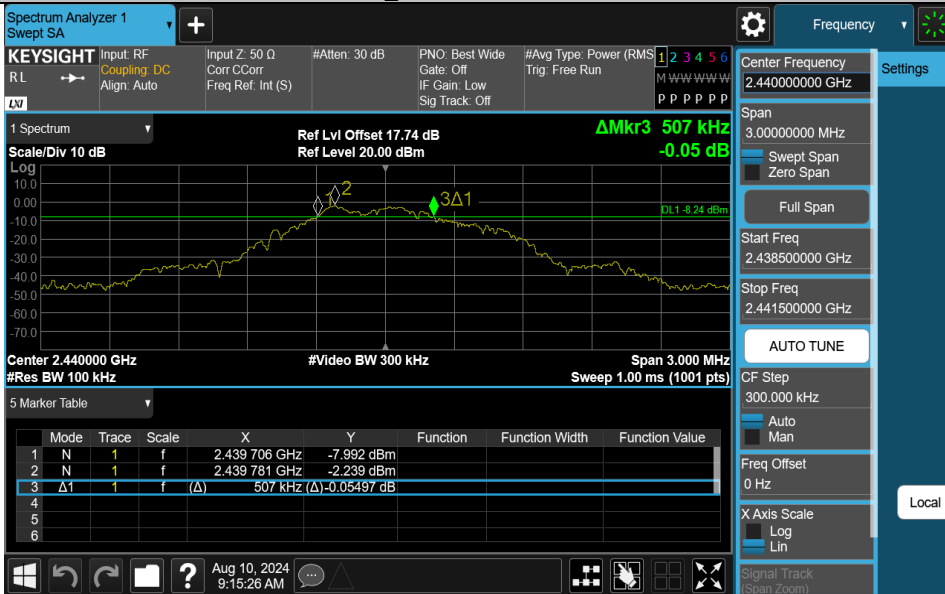 Spectrum Analyzer 1
Swept SA
+
Frequency
KEYSIGHT
RL
LXI
Input: RF
Coupling: DC
Align: Auto
Input Z: 50 Ω
Corr CCorr
Freq Ref: Int (S)
#Atten: 30 dB
PNO: Best Wide
Gate: Off
IF Gain: Low
Sig Track: Off
#Avg Type: Power (RMS
Trig: Free Run
1 2 3 4 5 6
M W W W W W
P P P P P P
1 Spectrum
Scale/Div 10 dB
Ref Lvl Offset 17.74 dB
Ref Level 20.00 dBm
ΔMkr3 507 kHz
-0.05 dB
Log
10.0
0.00
-10.0
-20.0
-30.0
-40.0
-50.0
-60.0
-70.0
1
2
3Δ1
DL1 -8.24 dBm
Center 2.440000 GHz
#Video BW 300 kHz
Span 3.000 MHz
#Res BW 100 kHz
Sweep 1.00 ms (1001 pts)
5 Marker Table
Mode Trace Scale X Y Function Function Width Function Value
1 N 1 f 2.439 706 GHz -7.992 dBm
2 N 1 f 2.439 781 GHz -2.239 dBm
3 Δ1 1 f (Δ) 507 kHz (Δ) -0.05497 dB
4
5
6
?
Aug 10, 2024
9:15:26 AM
Center Frequency
2.440000000 GHz
Span
3.00000000 MHz
Swept Span
Zero Span
Full Span
Start Freq
2.438500000 GHz
Stop Freq
2.441500000 GHz
AUTO TUNE
CF Step
300.000 kHz
Auto
Man
Freq Offset
0 Hz
X Axis Scale
Log
Lin
Signal Track
(Span Zoom)
Settings
Local